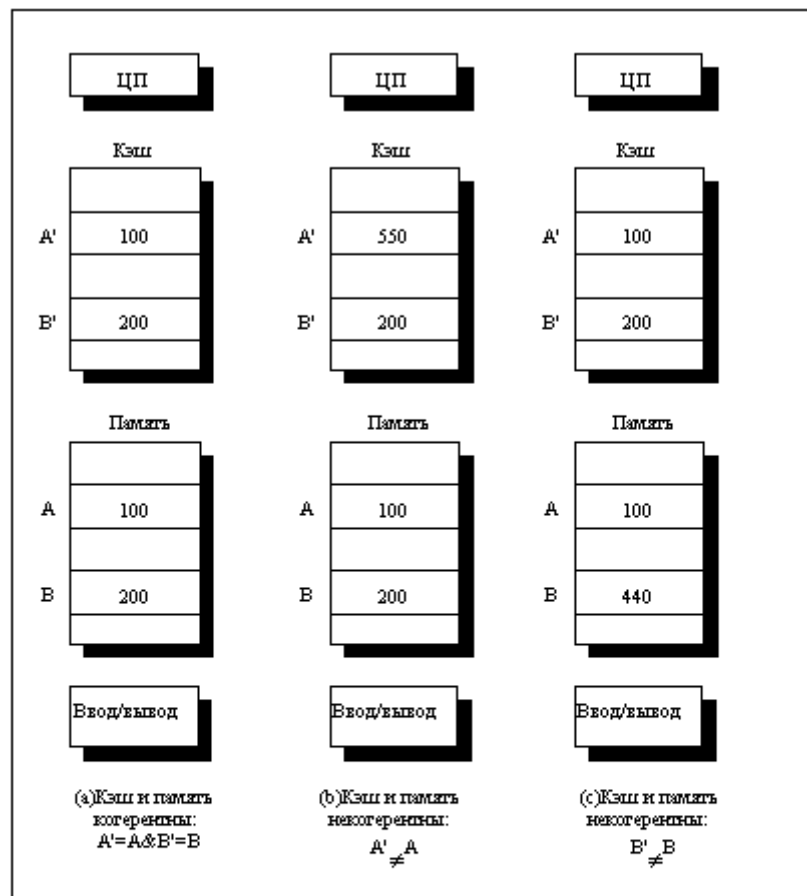 ЦП ЦП ЦП
Кэш Кэш Кэш
A' 100 A' 550 A' 100
B' 200 B' 200 B' 200
Память Память Память
A 100 A 100 A 100
B 200 B 200 B 440
Ввод/вывод Ввод/вывод Ввод/вывод
(a)Кэш и память (b)Кэш и память (c)Кэш и память
когерентны: некогерентны: некогерентны:
A'=A&B'=B A'≠A B'≠B